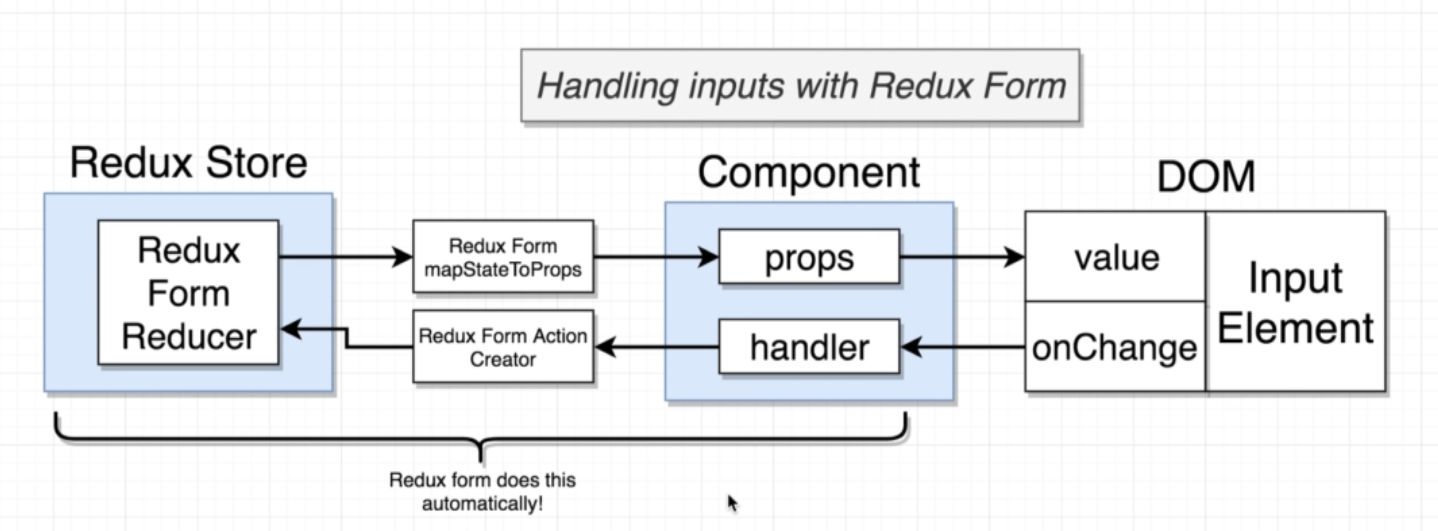 Handling inputs with Redux Form
Redux Store
Component
DOM
Redux
Form
Reducer
Redux Form
mapStateToProps
Redux Form Action
Creator
props
handler
value
onChange
Input
Element
Redux form does this
automatically!